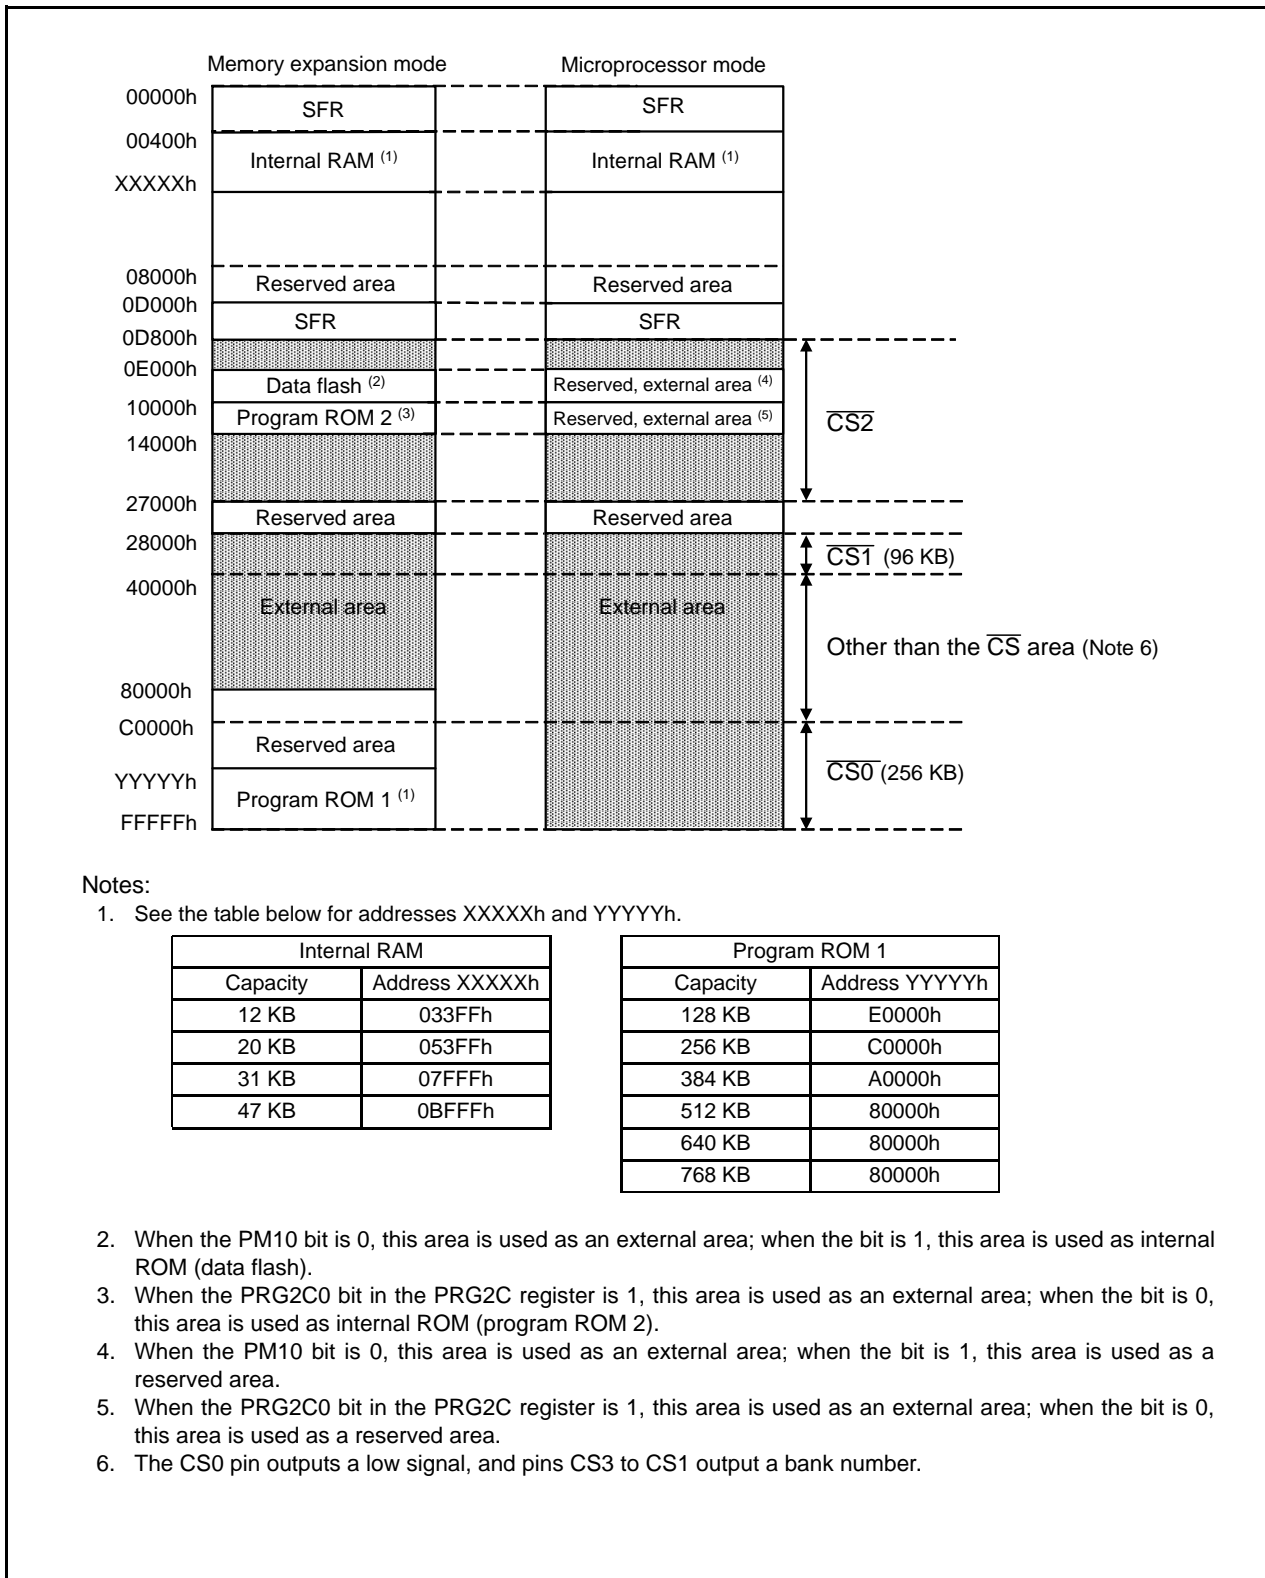 Memory expansion mode
Microprocessor mode
00000h
SFR
SFR
00400h
Internal RAM (1)
Internal RAM (1)
XXXXXh
08000h
Reserved area
Reserved area
0D000h
SFR
SFR
0D800h
0E000h
Data flash (2)
Reserved, external area (4)
10000h
Program ROM 2 (3)
Reserved, external area (5)
CS2
14000h
27000h
Reserved area
Reserved area
28000h
CS1 (96 KB)
40000h
External area
External area
Other than the CS area (Note 6)
80000h
C0000h
Reserved area
CS0 (256 KB)
YYYYYh
Program ROM 1 (1)
FFFFFh
Notes:
1. See the table below for addresses XXXXXh and YYYYYh.
Internal RAM
Capacity Address XXXXXh
12 KB 033FFh
20 KB 053FFh
31 KB 07FFFh
47 KB 0BFFFh
Program ROM 1
Capacity Address YYYYYh
128 KB E0000h
256 KB C0000h
384 KB A0000h
512 KB 80000h
640 KB 80000h
768 KB 80000h
2. When the PM10 bit is 0, this area is used as an external area; when the bit is 1, this area is used as internal
ROM (data flash).
3. When the PRG2C0 bit in the PRG2C register is 1, this area is used as an external area; when the bit is 0,
this area is used as internal ROM (program ROM 2).
4. When the PM10 bit is 0, this area is used as an external area; when the bit is 1, this area is used as a
reserved area.
5. When the PRG2C0 bit in the PRG2C register is 1, this area is used as an external area; when the bit is 0,
this area is used as a reserved area.
6. The CS0 pin outputs a low signal, and pins CS3 to CS1 output a bank number.